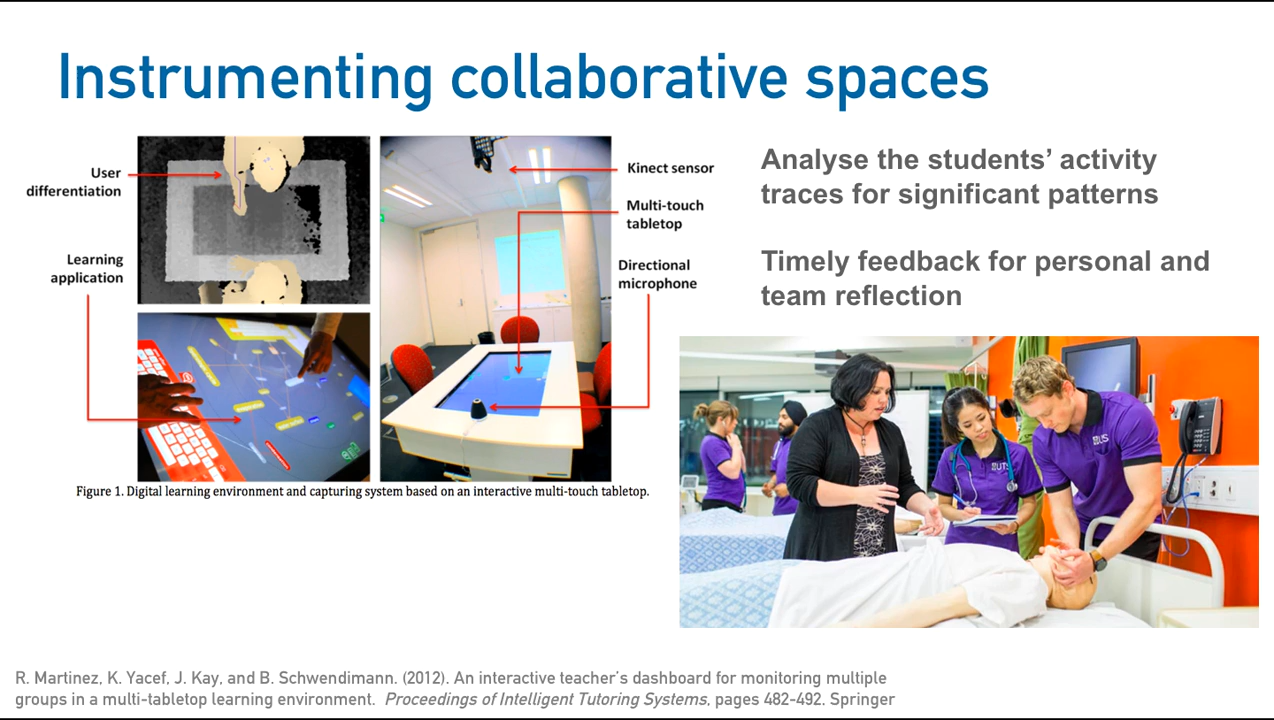 Instrumenting collaborative spaces
User
differentiation
Learning
application
Kinect sensor
Multi-touch
tabletop
Directional
microphone
Figure 1. Digital learning environment and capturing system based on an interactive multi-touch tabletop.
Analyse the students’ activity
traces for significant patterns
Timely feedback for personal and
team reflection
UTS
R. Martinez, K. Yacef, J. Kay, and B. Schwendimann. (2012). An interactive teacher’s dashboard for monitoring multiple
groups in a multi-tabletop learning environment. Proceedings of Intelligent Tutoring Systems, pages 482-492. Springer